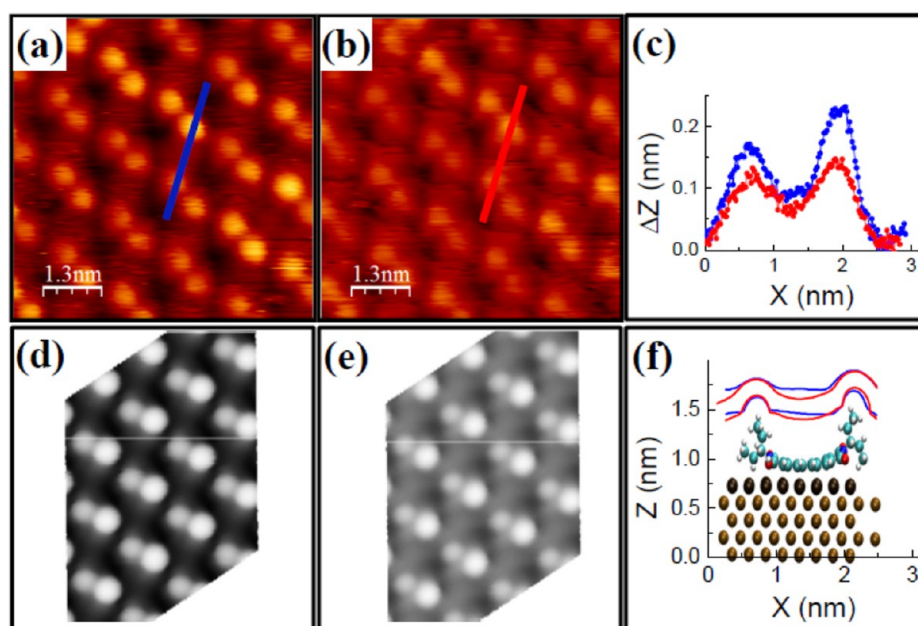 (a)
1.3nm
(b)
1.3nm
(c)
ΔZ (nm)
0.2
0.1
0.0
0 1 2 3
X (nm)
(d)
(e)
(f)
Z (nm)
1.5
1.0
0.5
0.0
0 1 2 3
X (nm)